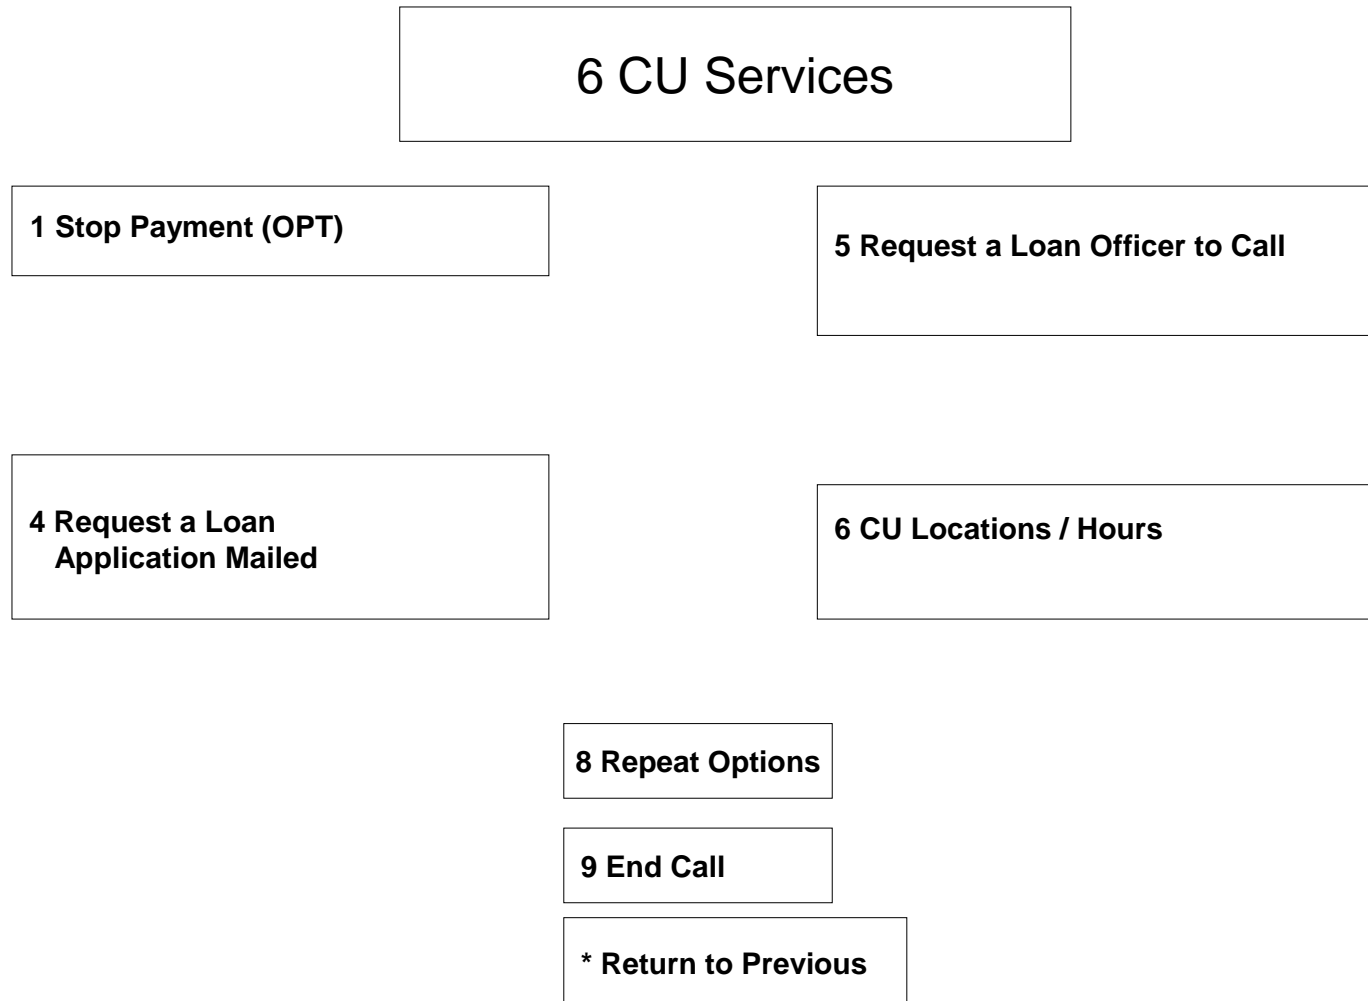 6 CU Services
1 Stop Payment (OPT)
5 Request a Loan Officer to Call
4 Request a Loan
Application Mailed
6 CU Locations / Hours
8 Repeat Options
9 End Call
* Return to Previous